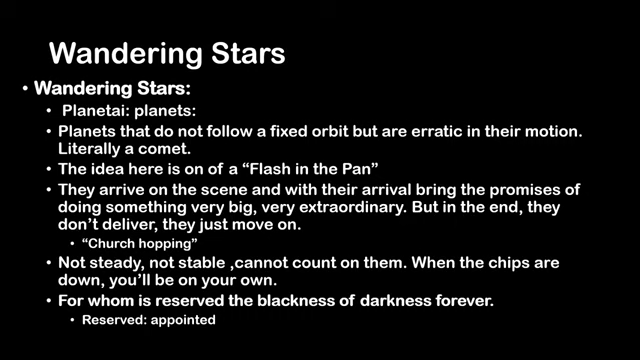 Wandering Stars
• Wandering Stars:
• Planetai: planets:
• Planets that do not follow a fixed orbit but are erratic in their motion.
Literally a comet.
• The idea here is on of a “Flash in the Pan”
• They arrive on the scene and with their arrival bring the promises of
doing something very big, very extraordinary. But in the end, they
don’t deliver, they just move on.
• “Church hopping”
• Not steady, not stable ,cannot count on them. When the chips are
down, you’ll be on your own.
• For whom is reserved the blackness of darkness forever.
• Reserved: appointed